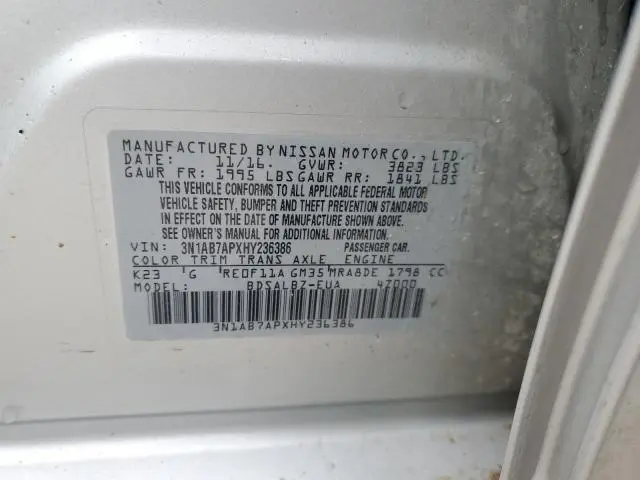 MANUFACTURED BY NISSAN MOTOR CO., LTD.
DATE: 11/16. GVWR: 3823 LBS
GAWR FR: 1995 LBS GAWR RR: 1841 LBS
THIS VEHICLE CONFORMS TO ALL APPLICABLE FEDERAL MOTOR
VEHICLE SAFETY, BUMPER AND THEFT PREVENTION STANDARDS
IN EFFECT ON THE DATE OF MANUFACTURE SHOWN ABOVE.
SEE OWNER'S MANUAL FOR ADDITIONAL INFORMATION.
VIN: 3N1AB7APXHY236386 PASSENGER CAR.
COLOR TRIM TRANS AXLE ENGINE
K23 G RE0F11A GM35 MRA8DE 1798 CC
MODEL: BDSALBZ-EUA 47000
3N1AB7APXHY236386